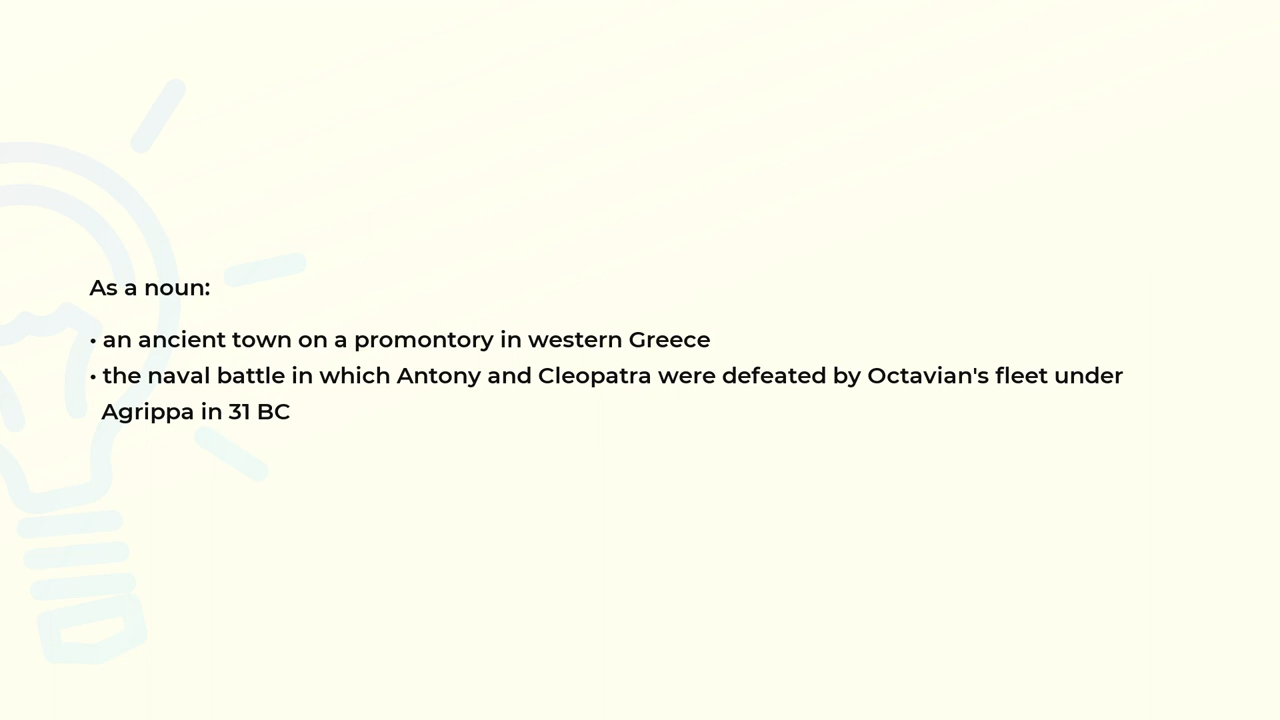 As a noun:
• an ancient town on a promontory in western Greece
• the naval battle in which Antony and Cleopatra were defeated by Octavian's fleet under
Agrippa in 31 BC